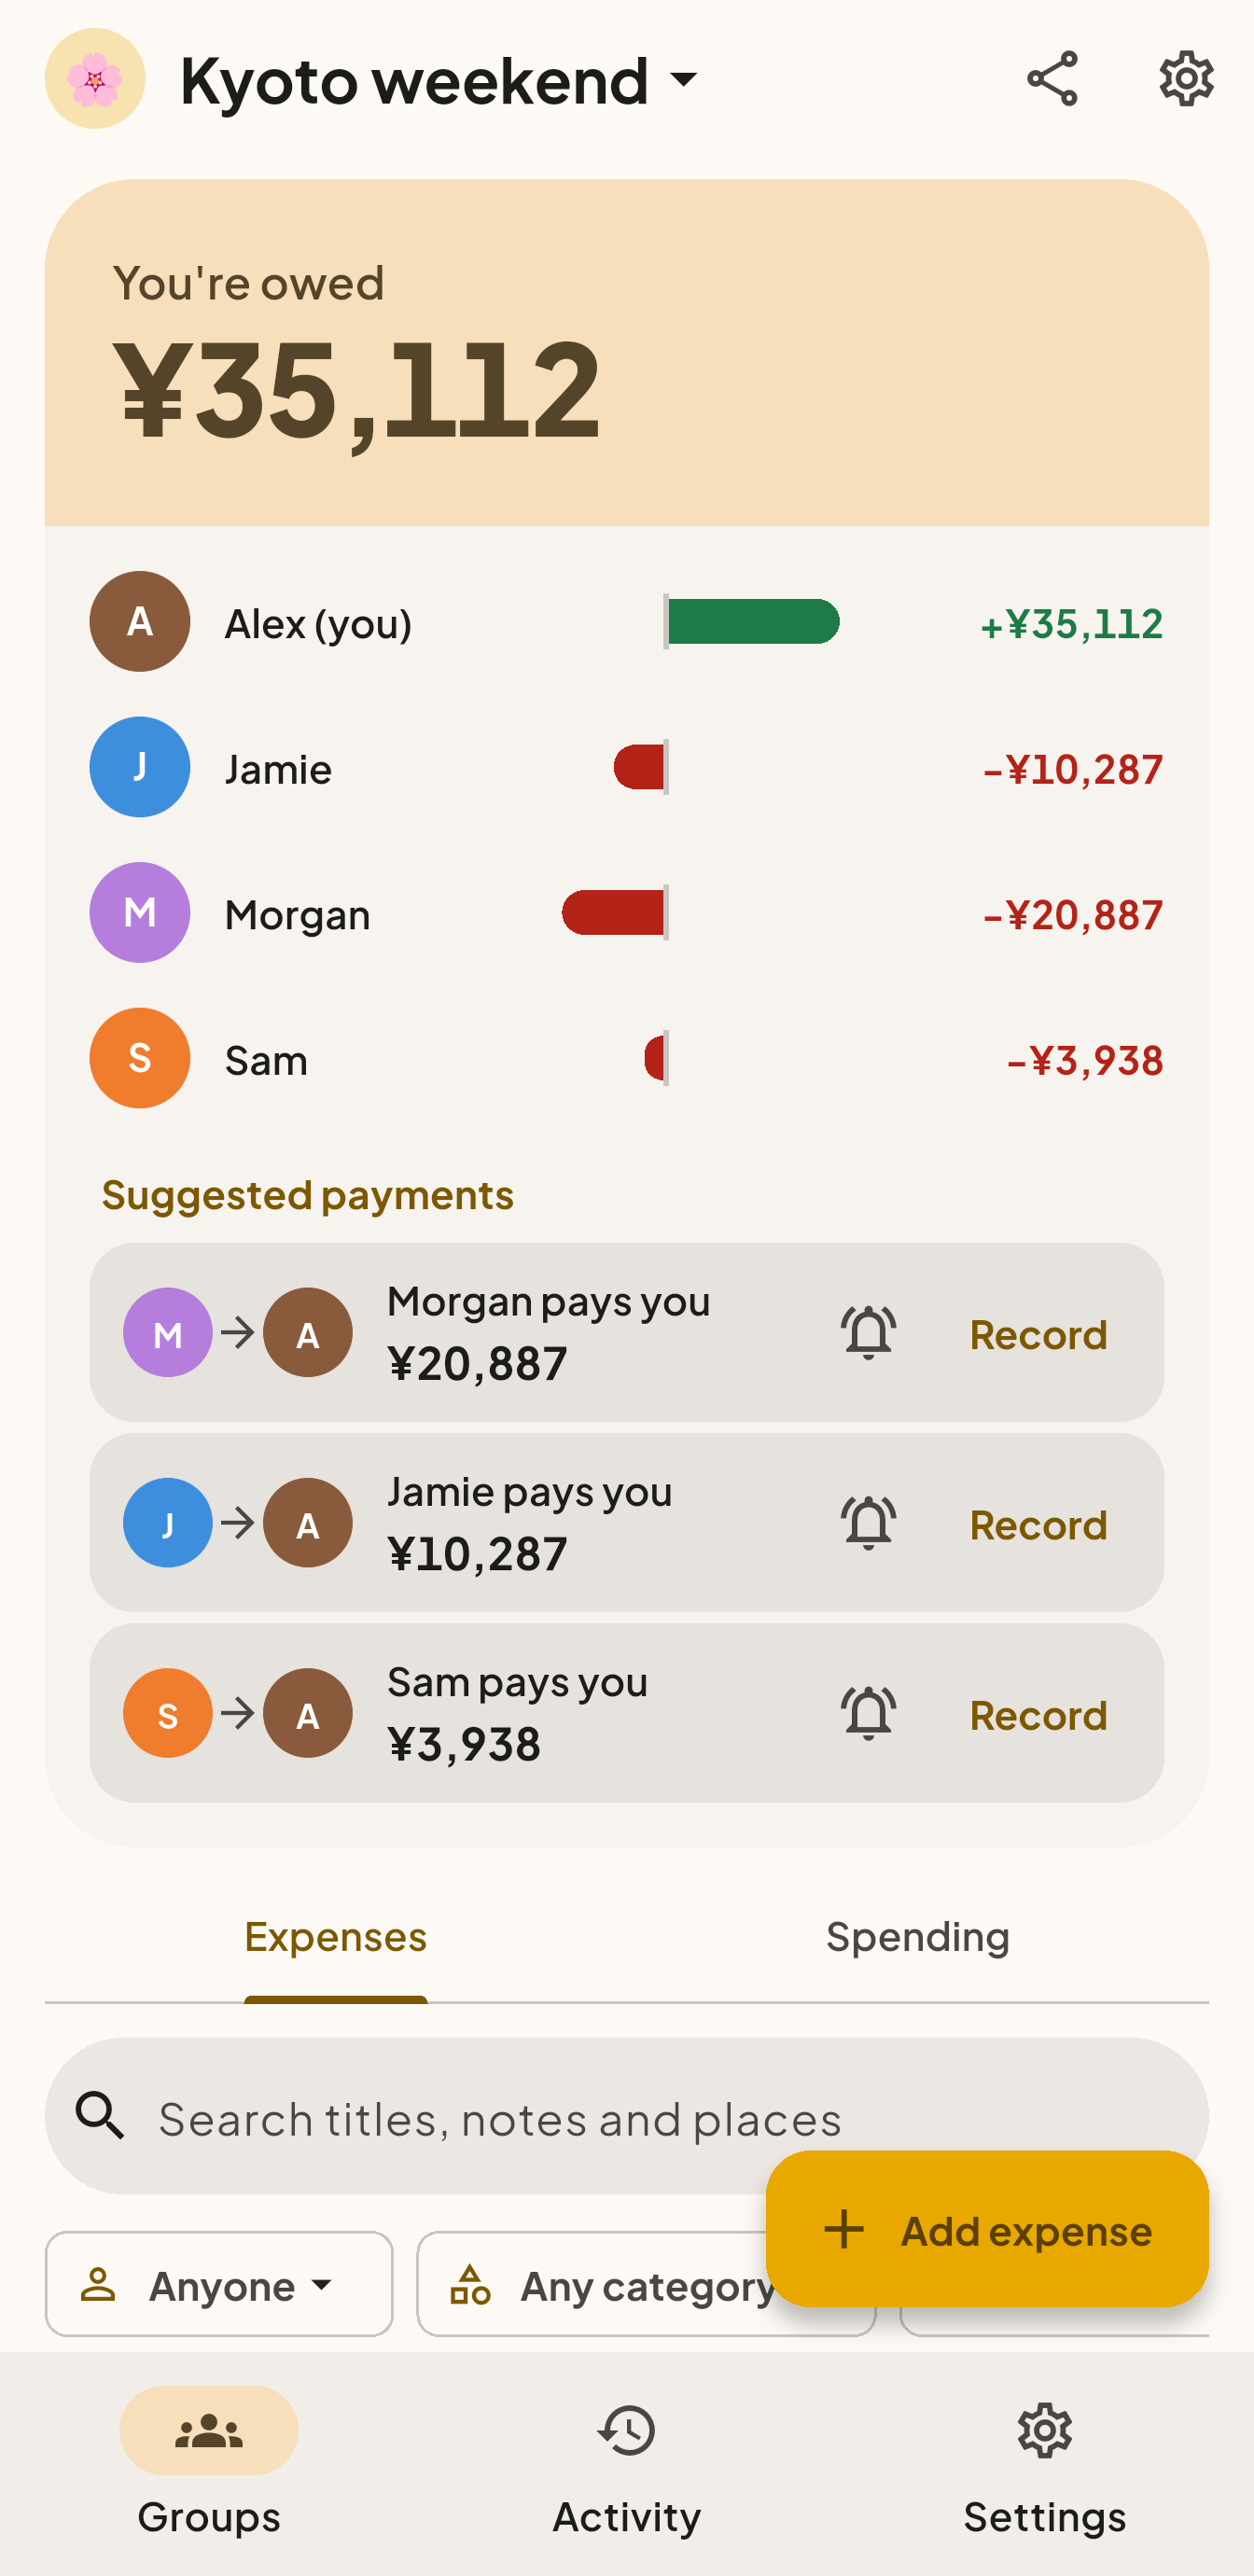 Kyoto weekend
You're owed
¥35,112
A Alex (you) +¥35,112
J Jamie -¥10,287
M Morgan -¥20,887
S Sam -¥3,938
Suggested payments
M A Morgan pays you
¥20,887
Record
J A Jamie pays you
¥10,287
Record
S A Sam pays you
¥3,938
Record
Expenses Spending
Search titles, notes and places
Add expense
Anyone Any category
Groups Activity Settings